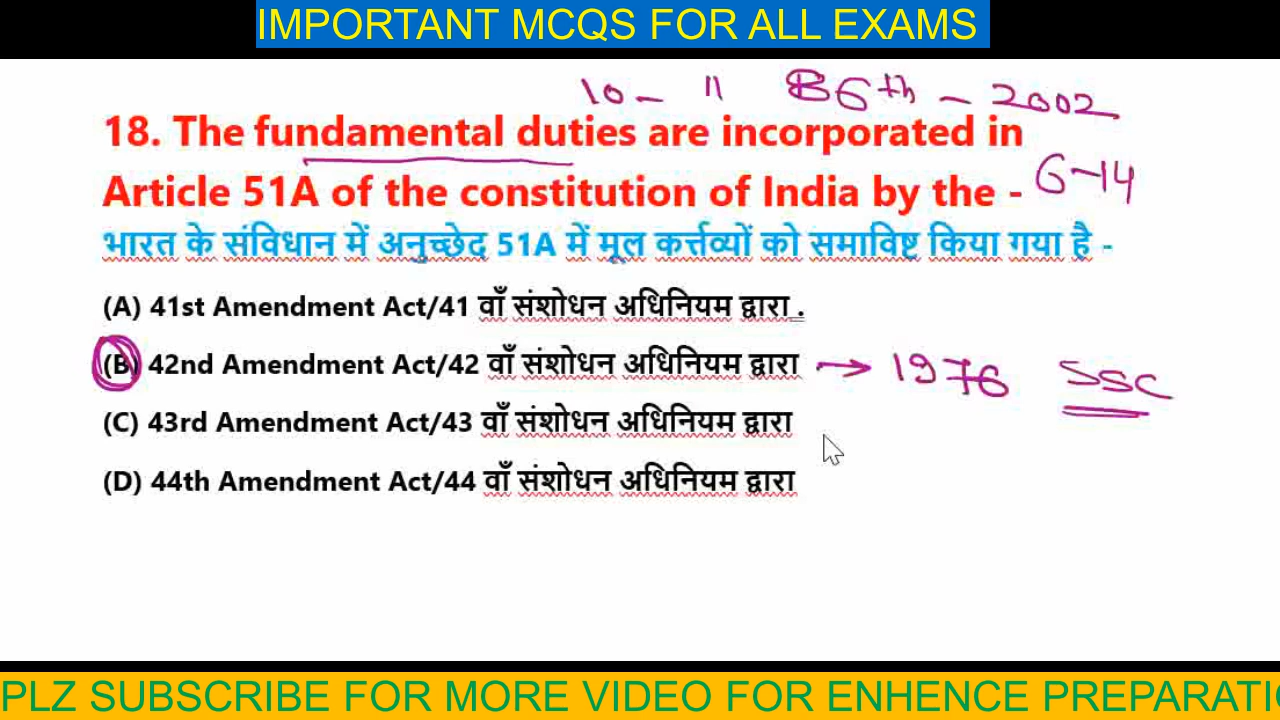 IMPORTANT MCQS FOR ALL EXAMS
10 - 11 86th - 2002
18. The fundamental duties are incorporated in
Article 51A of the constitution of India by the - 6-14
भारत के संविधान में अनुच्छेद 51A में मूल कर्त्तव्यों को समाविष्ट किया गया है -
(A) 41st Amendment Act/41 वाँ संशोधन अधिनियम द्वारा .
(B) 42nd Amendment Act/42 वाँ संशोधन अधिनियम द्वारा → 1976 SSC
(C) 43rd Amendment Act/43 वाँ संशोधन अधिनियम द्वारा
(D) 44th Amendment Act/44 वाँ संशोधन अधिनियम द्वारा
PLZ SUBSCRIBE FOR MORE VIDEO FOR ENHENCE PREPARATIO